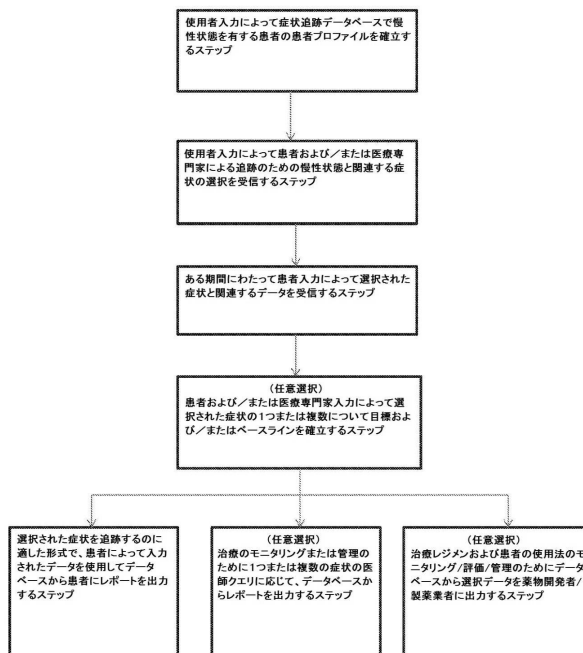 使用者入力によって症状追跡データベースで慢
性状態を有する患者の患者プロファイルを確立する
ステップ
使用者入力によって患者および／または医療専
門家による追跡のための慢性状態と関連する症
状の選択を受信するステップ
ある期間にわたって患者入力によって選択された
症状と関連するデータを受信するステップ
（任意選択）
患者および／または医療専門家入力によって選
択された症状の1つまたは複数について目標およ
び／またはベースラインを確立するステップ
選択された症状を追跡するのに
適した形式で、患者によって入力
されたデータを使用してデータ
ベースから患者にレポートを出力
するステップ
（任意選択）
治療のモニタリングまたは管理の
ために1つまたは複数の症状の医
師クエリに応じて、データベースか
らレポートを出力するステップ
（任意選択）
治療レジメンおよび患者の使用法のモ
ニタリング/評価/管理のためにデータ
ベースから選択データを薬物開発者/
製薬業者に出力するステップ